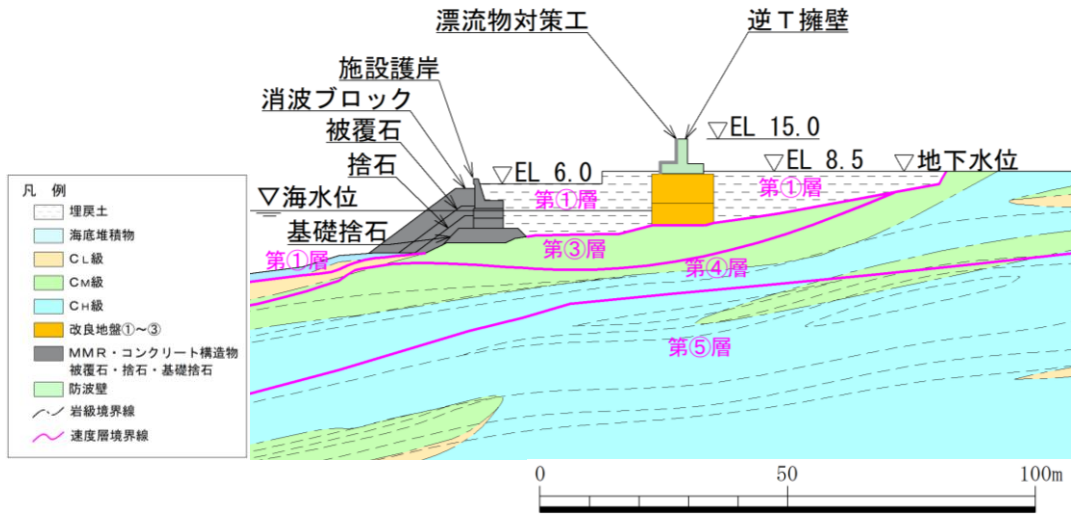 漂流物対策工
逆T擁壁
施設護岸
消波ブロック
被覆石
捨石
▽EL 15.0
▽EL 6.0
▽EL 8.5
▽地下水位
▽海水位
第①層
第①層
基礎捨石
第③層
第①層
第④層
第⑤層
凡 例
埋戻土
海底堆積物
CL級
CM級
CH級
改良地盤①~③
MMR・コンクリート構造物
被覆石・捨石・基礎捨石
防波壁
岩級境界線
速度層境界線
0
50
100m